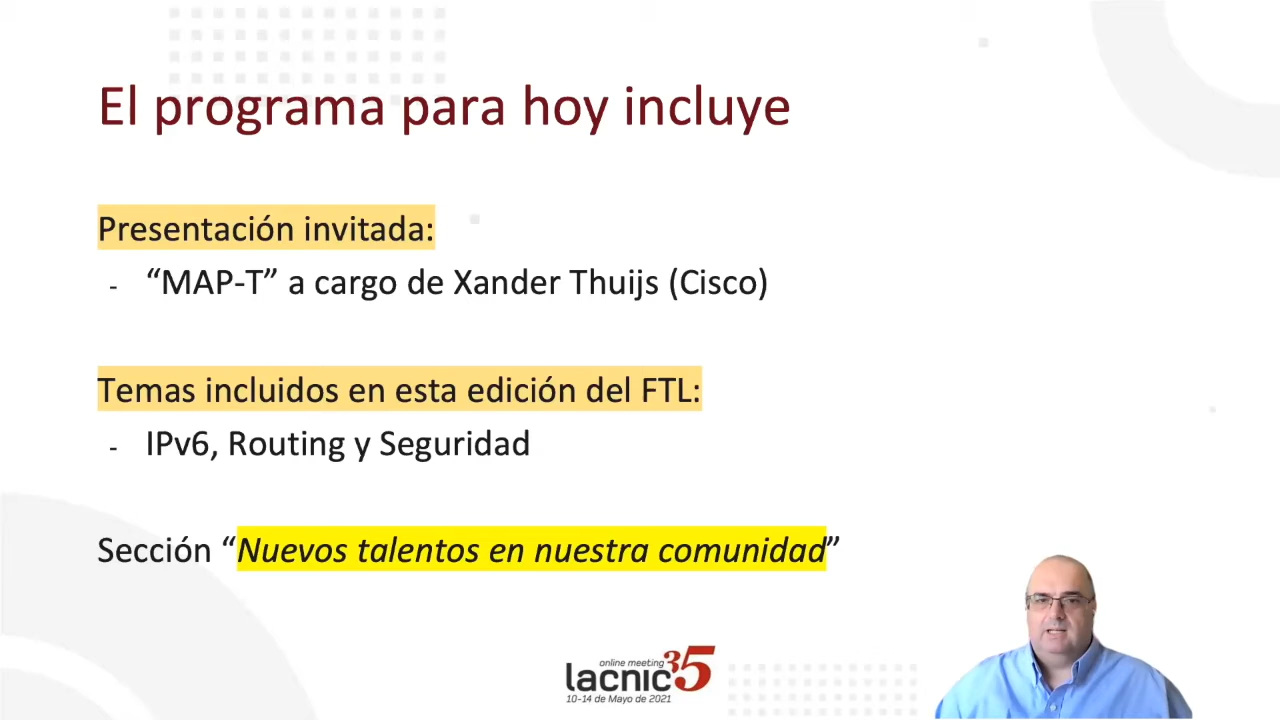 El programa para hoy incluye
Presentación invitada:
- “MAP-T” a cargo de Xander Thuijs (Cisco)
Temas incluidos en esta edición del FTL:
- IPv6, Routing y Seguridad
Sección “Nuevos talentos en nuestra comunidad”
online meeting
lacnic35
10-14 de Mayo de 2021